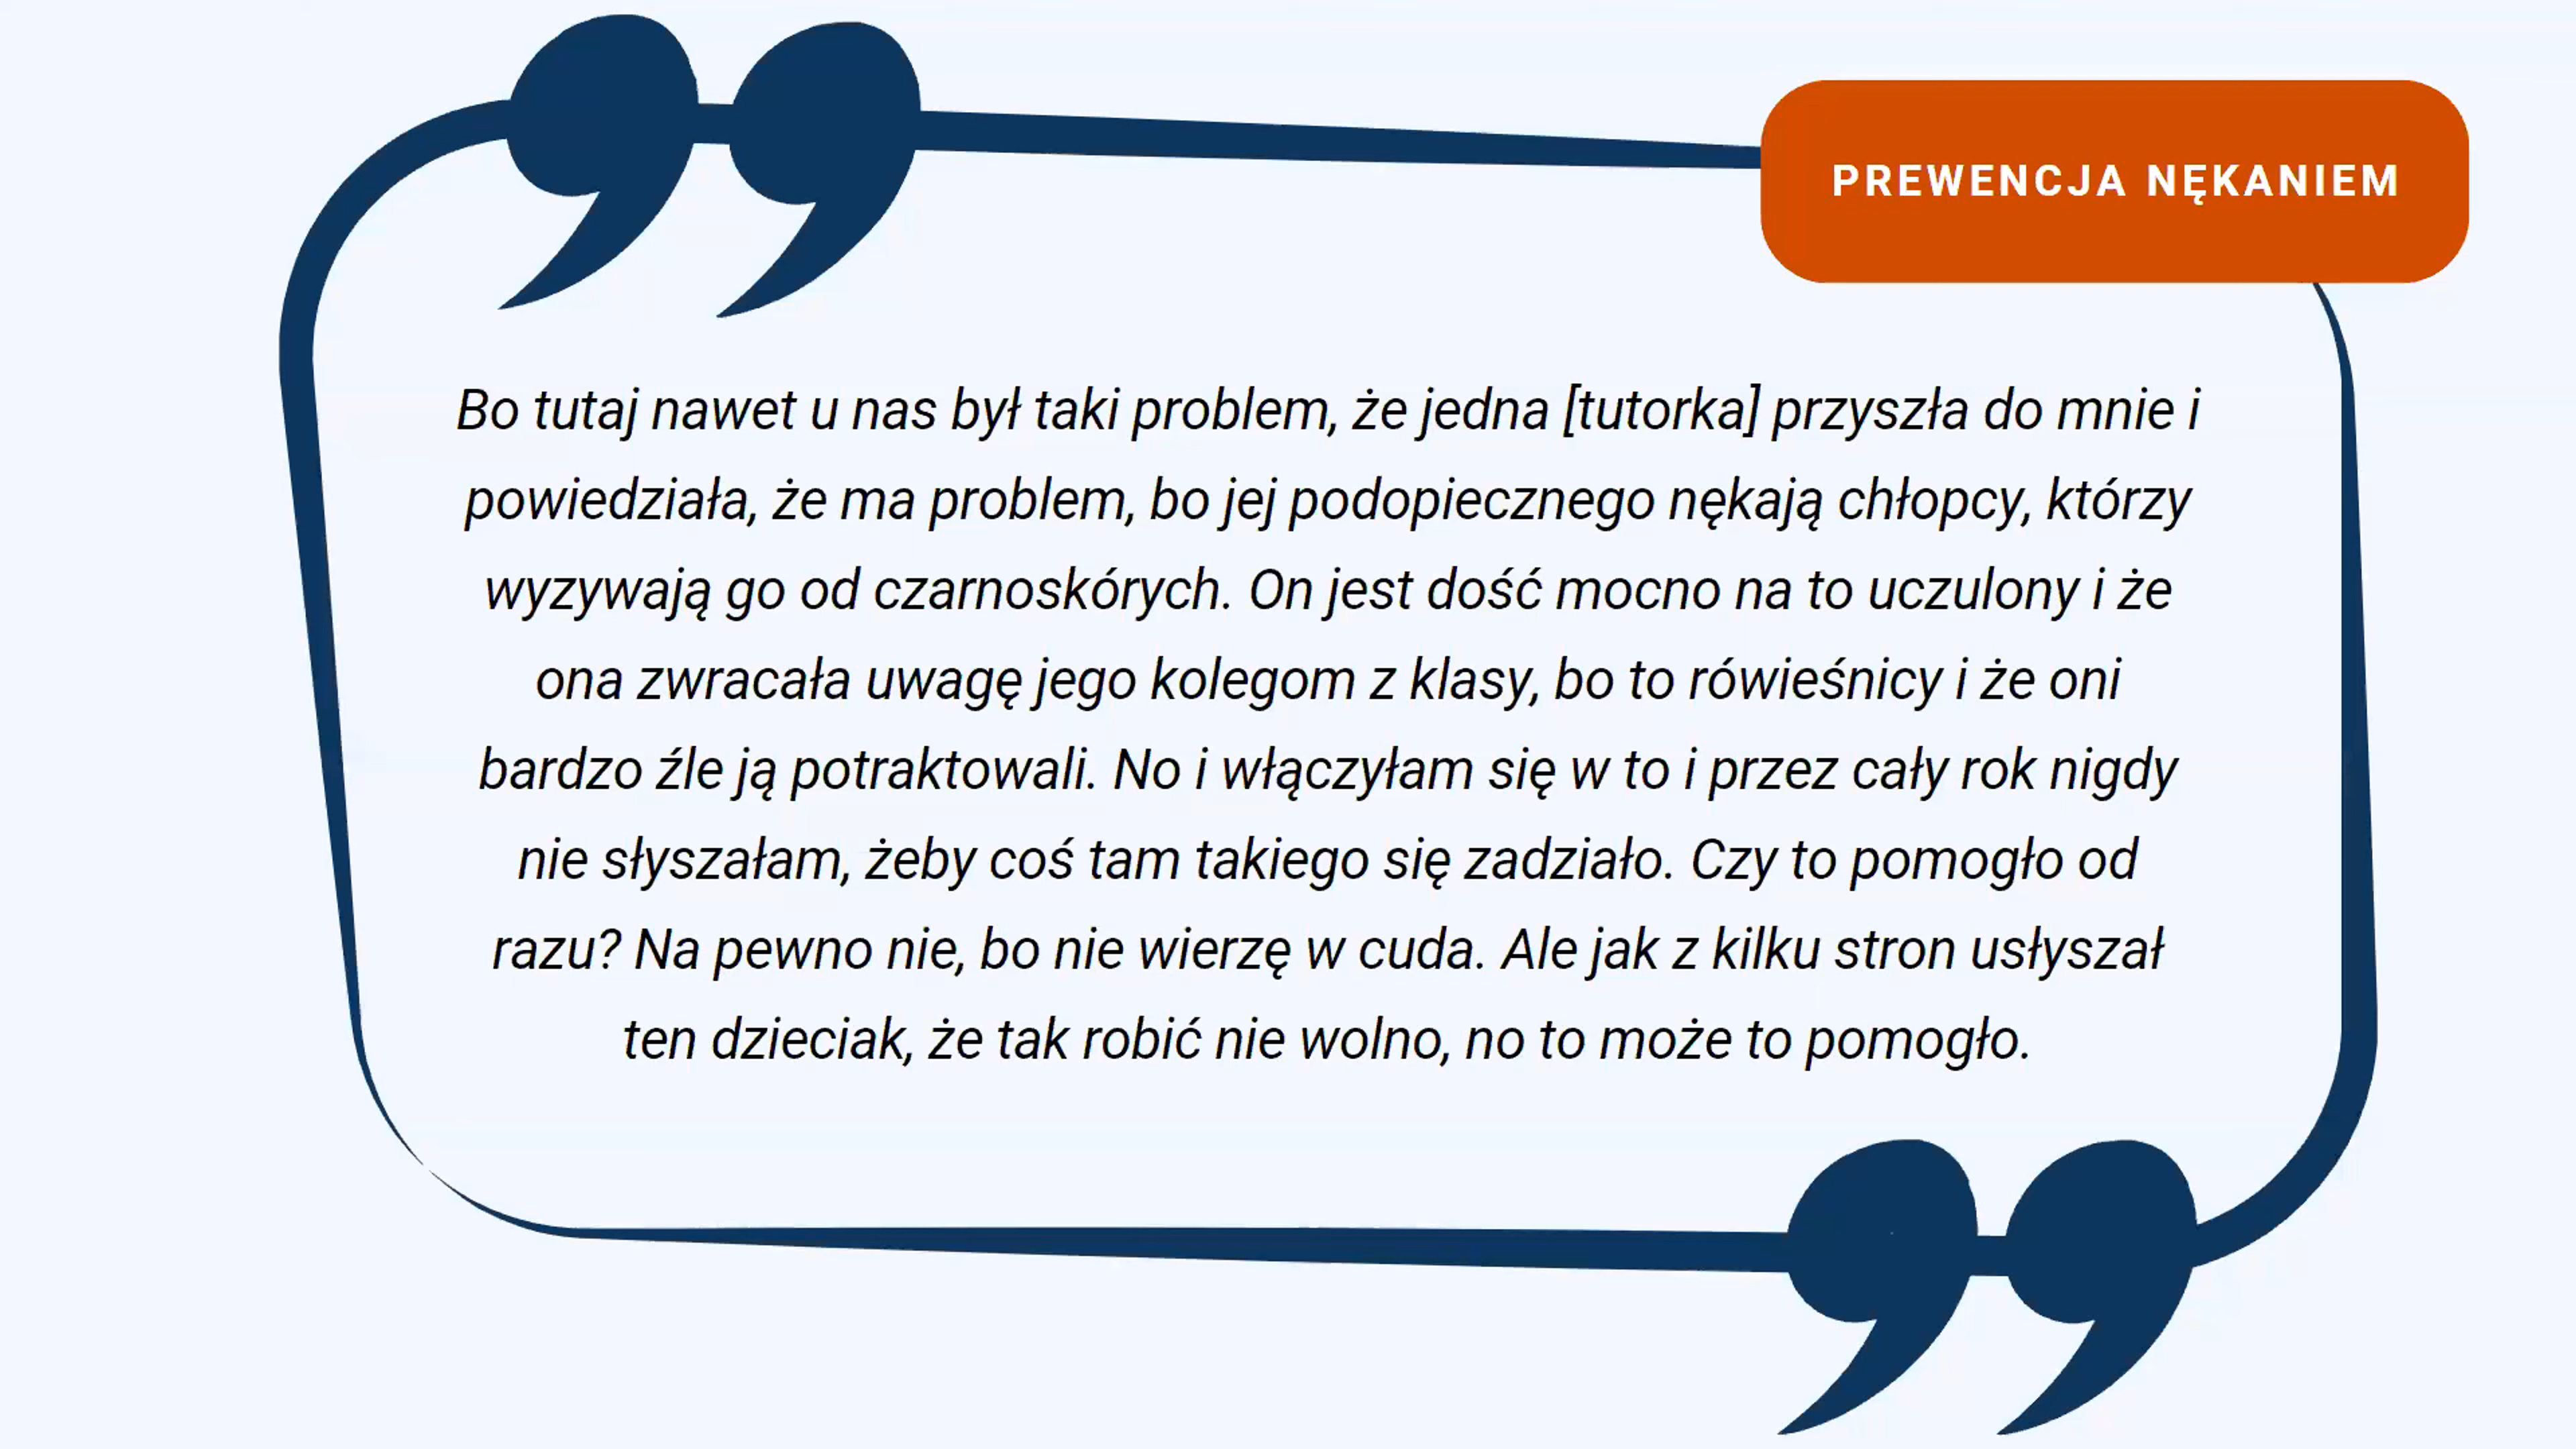 PREWENCJA NĘKANIEM
Bo tutaj nawet u nas był taki problem, że jedna [tutorka] przyszła do mnie i
powiedziała, że ma problem, bo jej podopiecznego nękają chłopcy, którzy
wyzywają go od czarnoskórych. On jest dość mocno na to uczulony i że
ona zwracała uwagę jego kolegom z klasy, bo to rówieśnicy i że oni
bardzo źle ją potraktowali. No i włączyłam się w to i przez cały rok nigdy
nie słyszałam, żeby coś tam takiego się zadziało. Czy to pomogło od
razu? Na pewno nie, bo nie wierzę w cuda. Ale jak z kilku stron usłyszał
ten dzieciak, że tak robić nie wolno, no to może to pomogło.